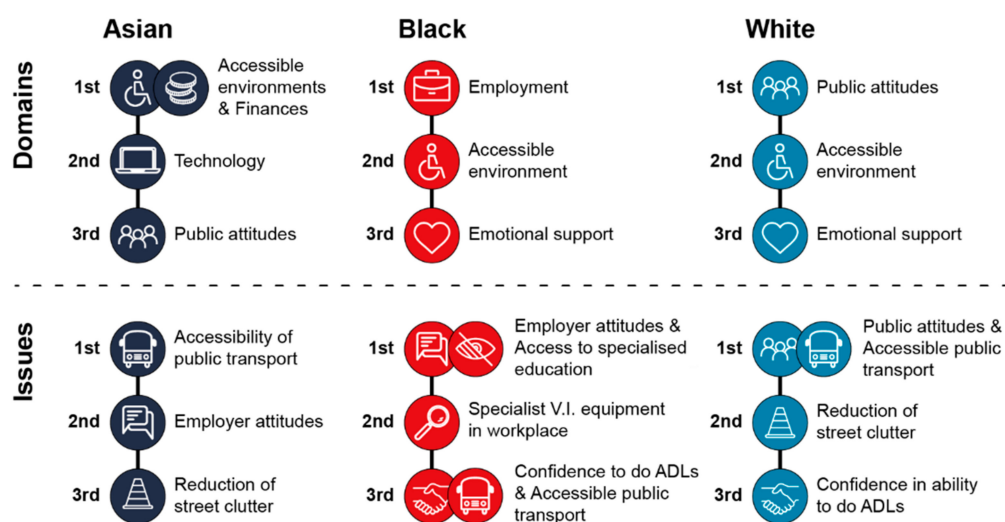 Asian
Black
White
Domains
1st
Accessible
environments
& Finances
2nd
Technology
3rd
Public attitudes
1st
Employment
2nd
Accessible
environment
3rd
Emotional support
1st
Public attitudes
2nd
Accessible
environment
3rd
Emotional support
Issues
1st
Accessibility of
public transport
2nd
Employer attitudes
3rd
Reduction of
street clutter
1st
Employer attitudes &
Access to specialised
education
2nd
Specialist V.I. equipment
in workplace
3rd
Confidence to do ADLs
& Accessible public
transport
1st
Public attitudes &
Accessible public
transport
2nd
Reduction of
street clutter
3rd
Confidence in ability
to do ADLs